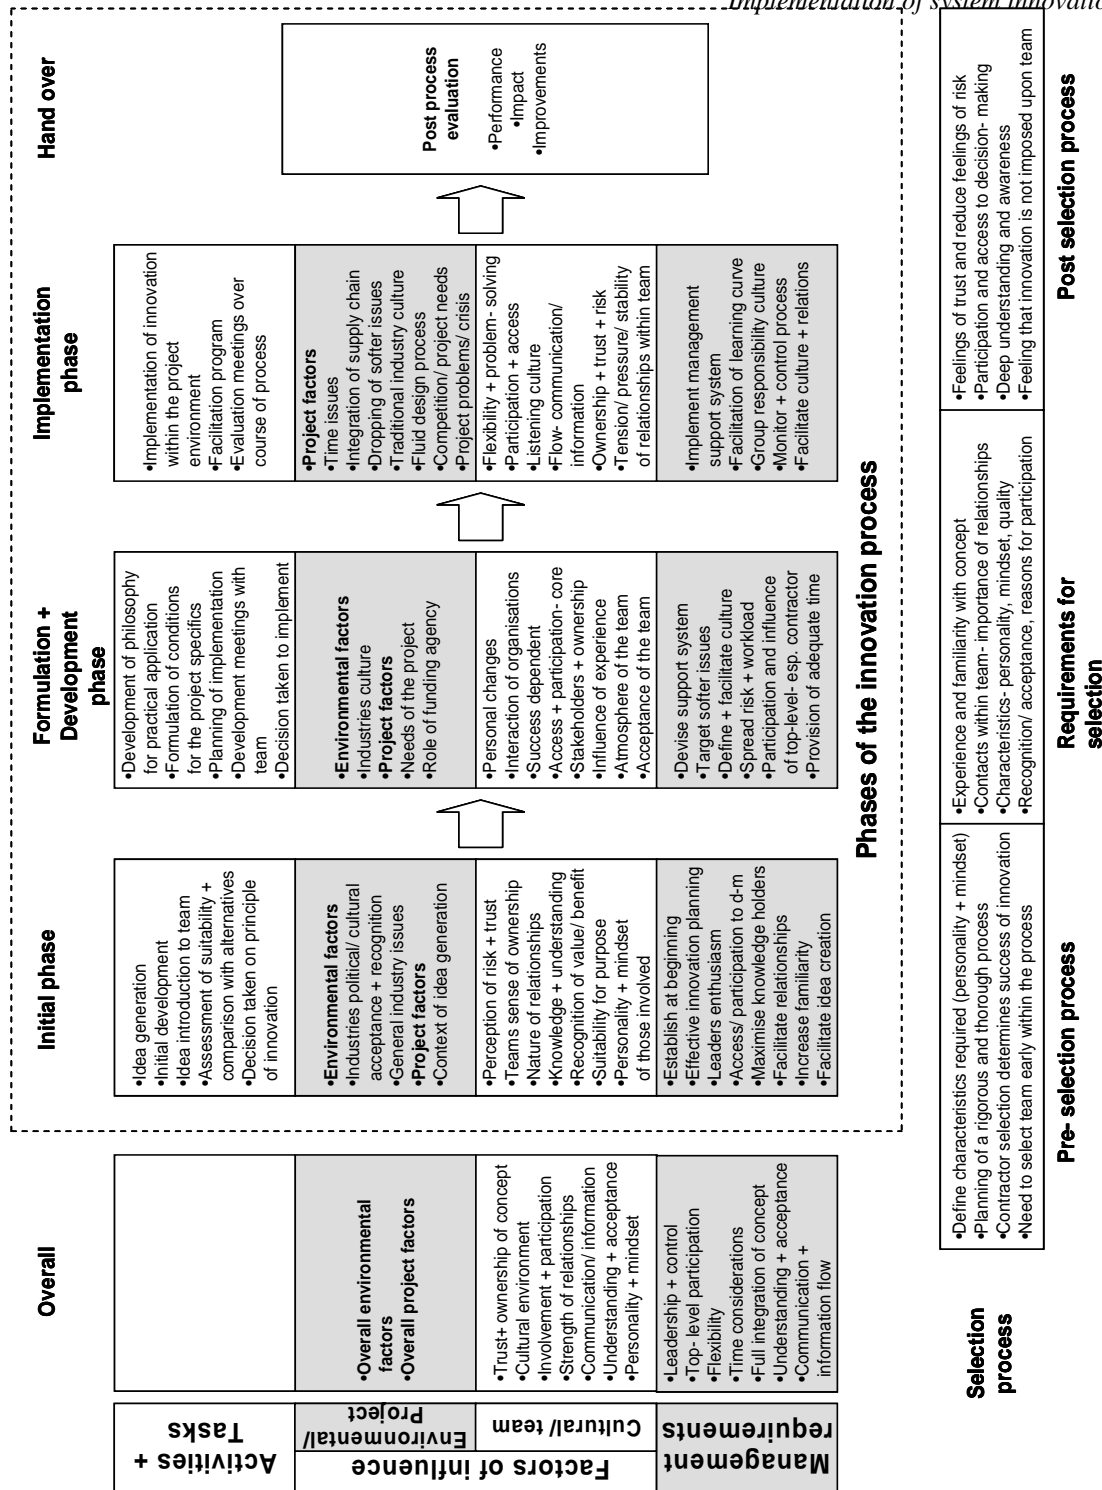 Implementation of system innovatio
Overall
Initial phase
Formulation +
Development
phase
Implementation
phase
Hand over
Activities +
Tasks
•Idea generation
•Initial development
•Idea introduction to team
•Assessment of suitability +
comparison with alternatives
•Decision taken on principle
of innovation
•Development of philosophy
for practical application
•Formulation of conditions
for the project specifics
•Planning of implementation
•Development meetings with
team
•Decision taken to implement
•Implementation of innovation
within the project
environment
•Facilitation program
•Evaluation meetings over
course of process
Factors of influence
Environmental/
Project
•Overall environmental
factors
•Overall project factors
•Environmental factors
•Industries political/ cultural
acceptance + recognition
•General industry issues
•Project factors
•Context of idea generation
•Environmental factors
•Industries culture
•Project factors
•Needs of the project
•Role of funding agency
•Project factors
•Time issues
•Integration of supply chain
•Dropping of softer issues
•Traditional industry culture
•Fluid design process
•Competition/ project needs
•Project problems/ crisis
Cultural/ team
•Trust+ ownership of concept
•Cultural environment
•Involvement + participation
•Strength of relationships
•Communication/ information
•Understanding + acceptance
•Personality + mindset
•Perception of risk + trust
•Teams sense of ownership
•Nature of relationships
•Knowledge + understanding
•Recognition of value/ benefit
•Suitability for purpose
•Personality + mindset
of those involved
•Personal changes
•Interaction of organisations
•Success dependent
•Access + participation- core
•Stakeholders + ownership
•Influence of experience
•Atmosphere of the team
•Acceptance of the team
•Flexibility + problem- solving
•Participation + access
•Listening culture
•Flow- communication/
information
•Ownership + trust + risk
•Tension/ pressure/ stability
of relationships within team
Management
requirements
•Leadership + control
•Top- level participation
•Flexibility
•Time considerations
•Full integration of concept
•Understanding + acceptance
•Communication +
information flow
•Establish at beginning
•Effective innovation planning
•Leaders enthusiasm
•Access/ participation to d-m
•Maximise knowledge holders
•Facilitate relationships
•Increase familiarity
•Facilitate idea creation
•Devise support system
•Target softer issues
•Define + facilitate culture
•Spread risk + workload
•Participation and influence
of top-level- esp. contractor
•Provision of adequate time
•Implement management
support system
•Facilitation of learning curve
•Group responsibility culture
•Monitor + control process
•Facilitate culture + relations
Post process
evaluation
•Performance
•Impact
•Improvements
Phases of the innovation process
Selection
process
•Define characteristics required (personality + mindset)
•Planning of a rigorous and thorough process
•Contractor selection determines success of innovation
•Need to select team early within the process
•Experience and familiarity with concept
•Contacts within team- importance of relationships
•Characteristics- personality, mindset, quality
•Recognition/ acceptance, reasons for participation
•Feelings of trust and reduce feelings of risk
•Participation and access to decision- making
•Deep understanding and awareness
•Feeling that innovation is not imposed upon team
Pre- selection process
Requirements for
selection
Post selection process